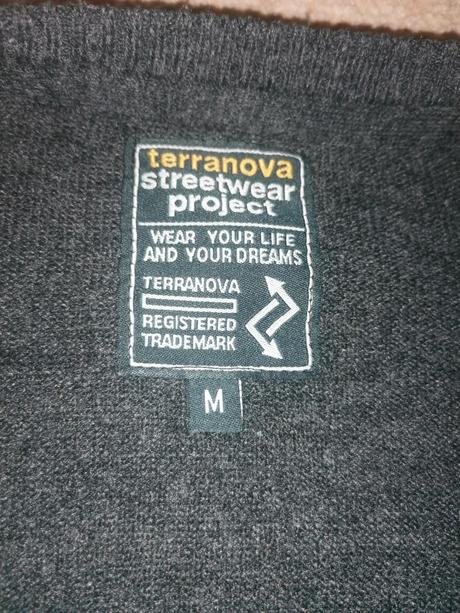 terranova
streetwear
project
WEAR YOUR LIFE
AND YOUR DREAMS
TERRANOVA
REGISTERED
TRADEMARK
M